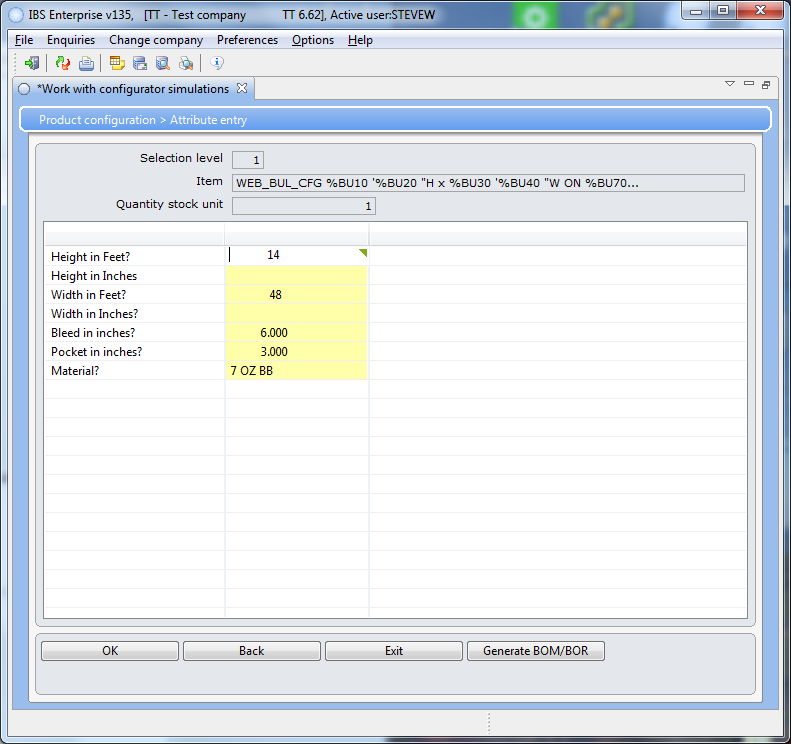 IBS Enterprise v135, [TT - Test company TT 6.62], Active user:STEVEW
File Enquiries Change company Preferences Options Help
*Work with configurator simulations
Product configuration > Attribute entry
Selection level 1
Item WEB_BUL_CFG %BU10 '%BU20 "H x %BU30 '%BU40 "W ON %BU70...
Quantity stock unit 1
Height in Feet? 14
Height in Inches
Width in Feet? 48
Width in Inches?
Bleed in inches? 6.000
Pocket in inches? 3.000
Material? 7 OZ BB
OK Back Exit Generate BOM/BOR